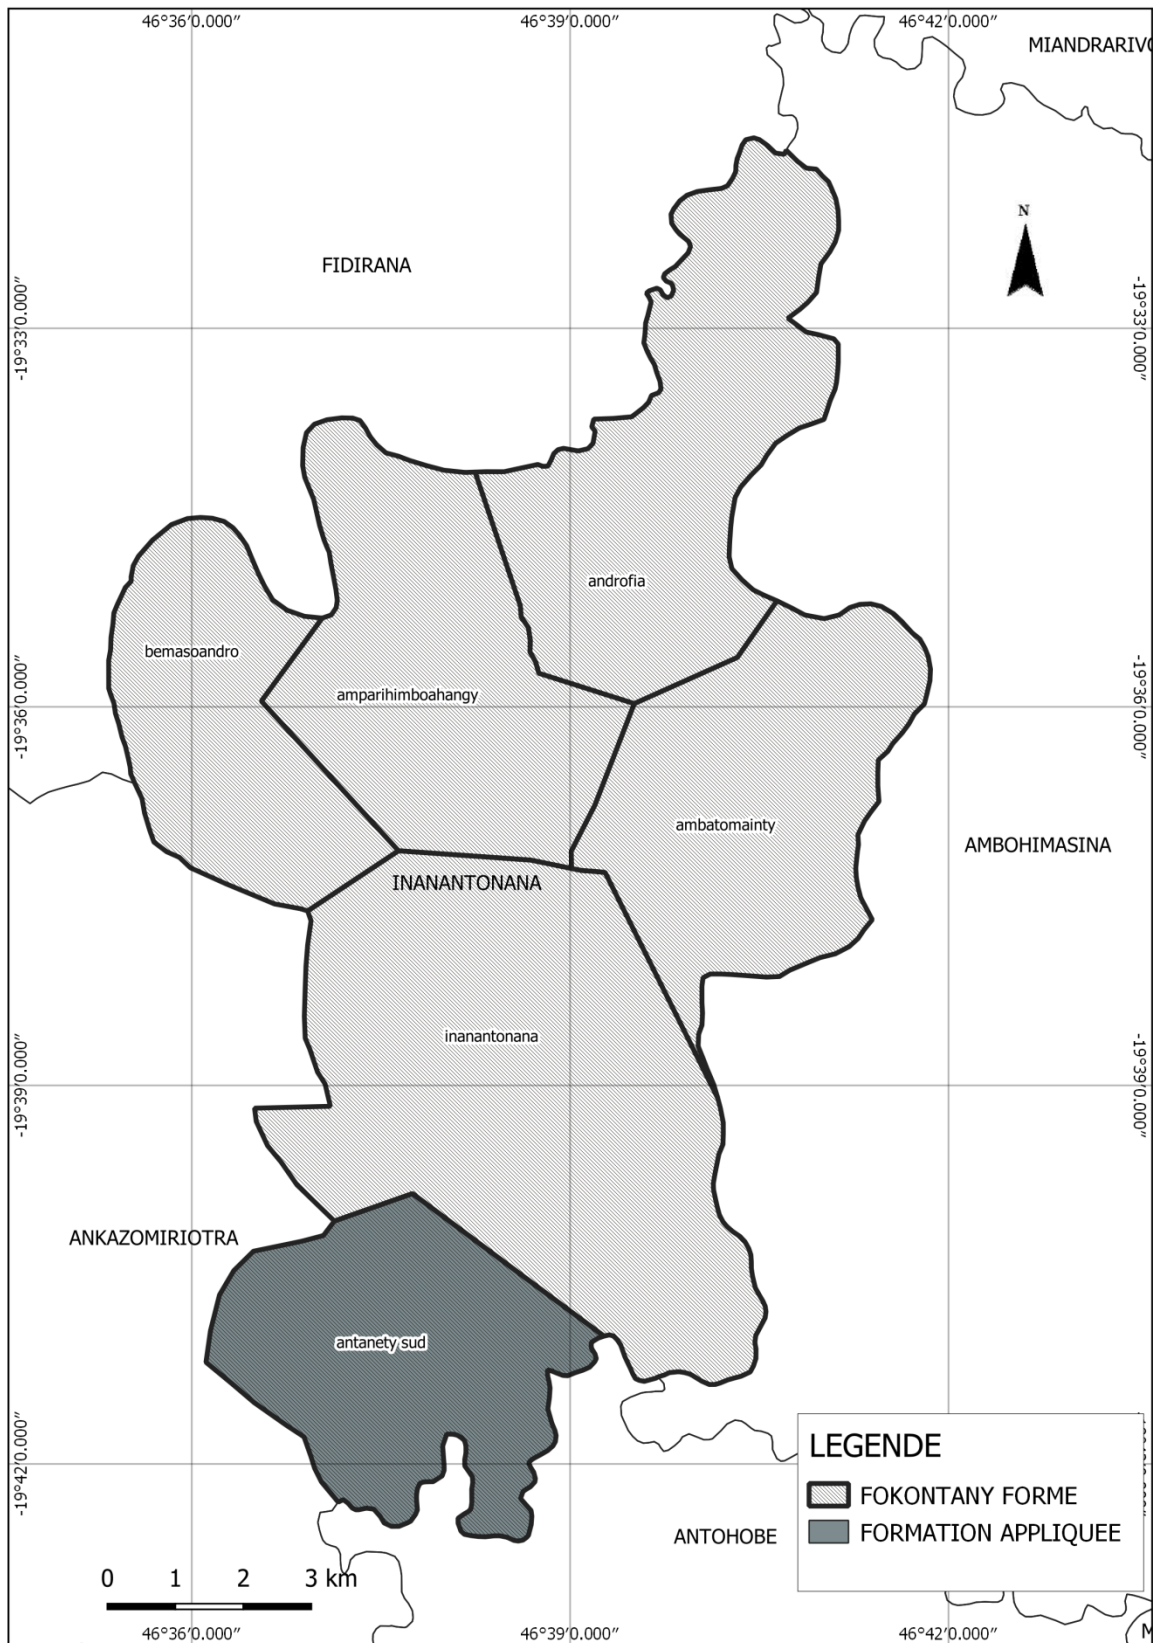 46°36′0.000″
46°39′0.000″
46°42′0.000″
MIANDRARIVO
N
FIDIRANA
-19°33′0.000″
-19°33′0.000″
androfia
bemasoandro
amparihimboahangy
-19°36′0.000″
-19°36′0.000″
ambatomainty
AMBOHIMASINA
INANANTONANA
inanantonana
-19°39′0.000″
-19°39′0.000″
ANKAZOMIRIOTRA
antanety sud
-19°42′0.000″
LEGENDE
FOKONTANY FORME
FORMATION APPLIQUEE
ANTOHOBE
0 1 2 3 km
46°36′0.000″
46°39′0.000″
46°42′0.000″